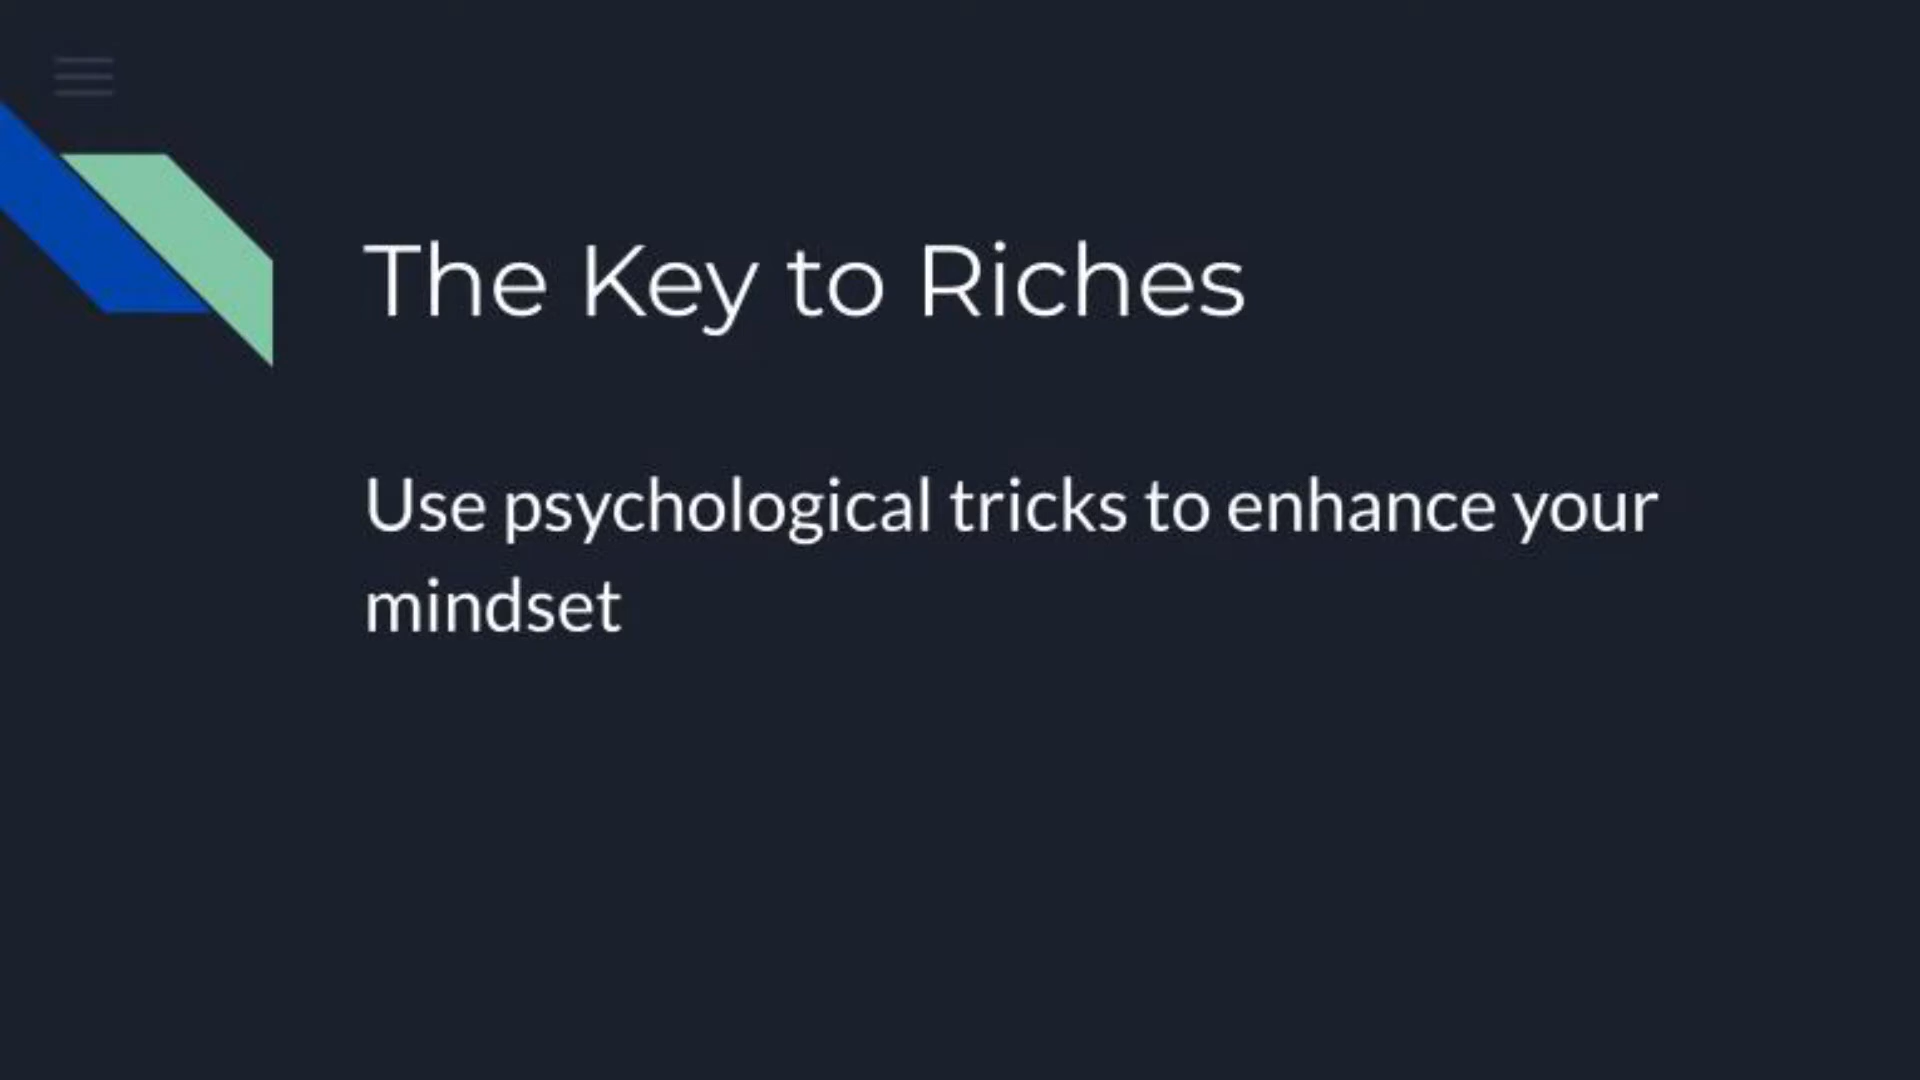 The Key to Riches
Use psychological tricks to enhance your
mindset